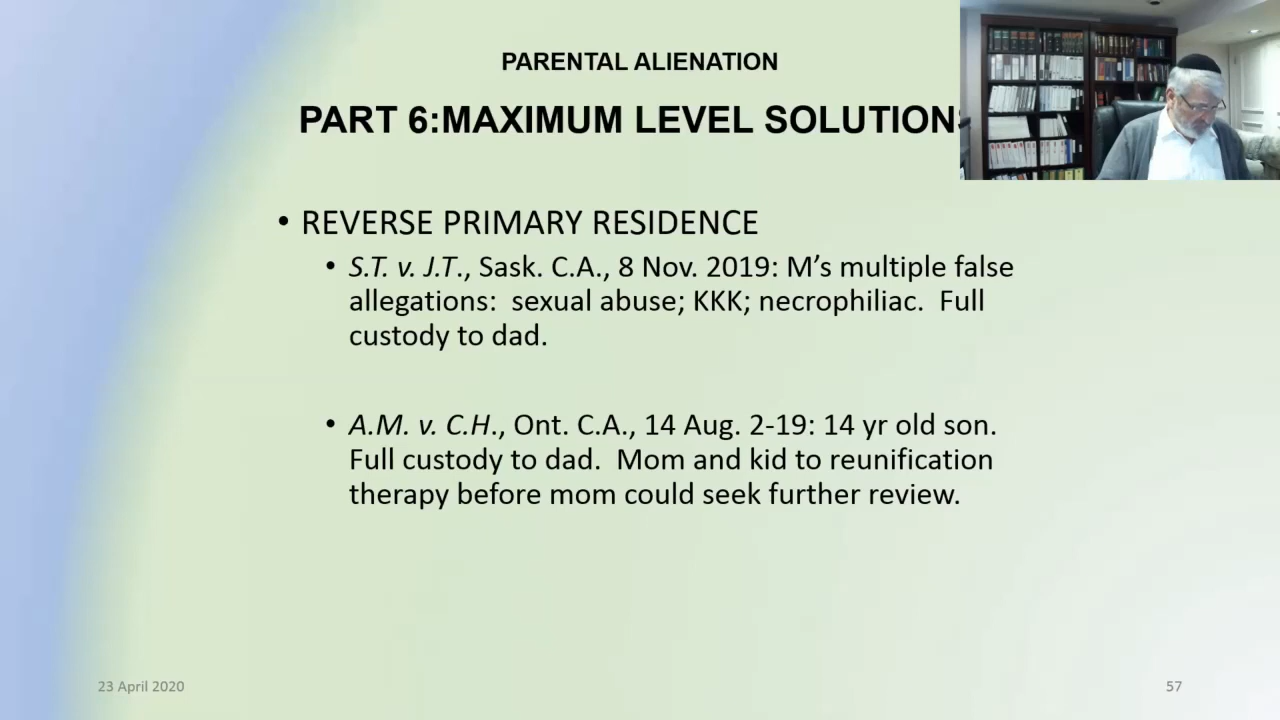 PARENTAL ALIENATION
PART 6:MAXIMUM LEVEL SOLUTIONS
• REVERSE PRIMARY RESIDENCE
• S.T. v. J.T., Sask. C.A., 8 Nov. 2019: M’s multiple false
allegations: sexual abuse; KKK; necrophiliac. Full
custody to dad.
• A.M. v. C.H., Ont. C.A., 14 Aug. 2-19: 14 yr old son.
Full custody to dad. Mom and kid to reunification
therapy before mom could seek further review.
23 April 2020
57